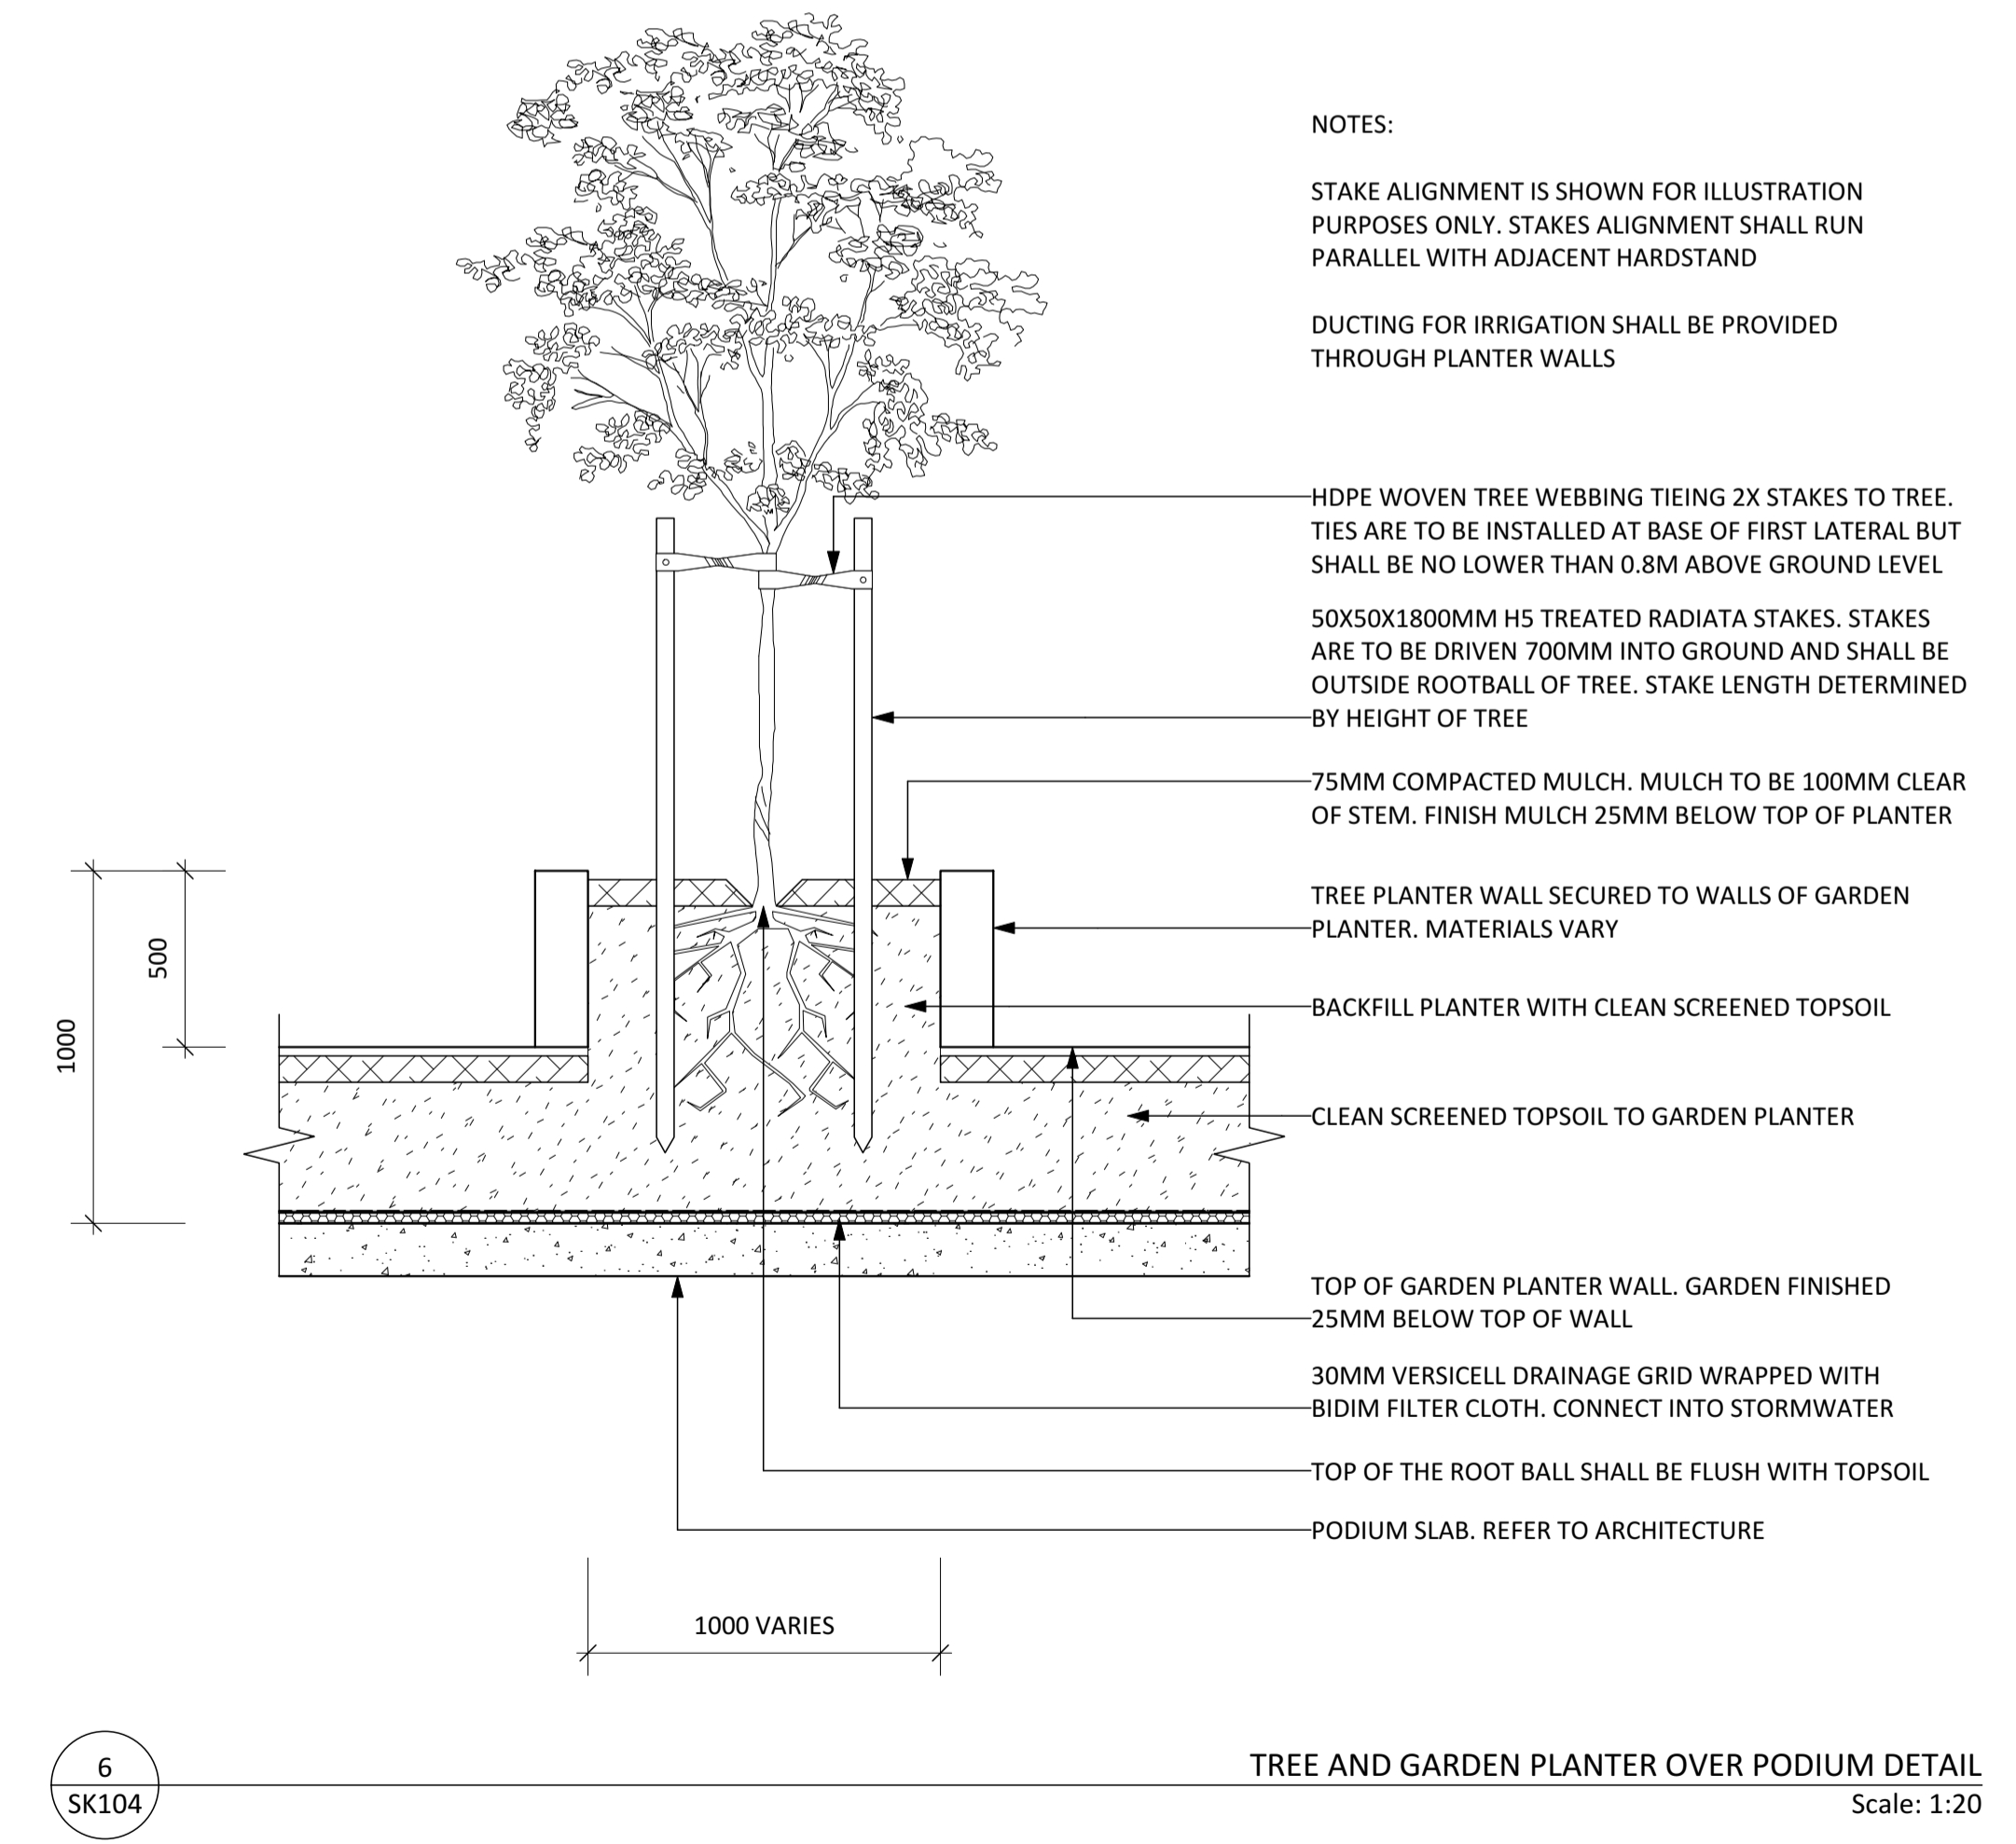 NOTES:
STAKE ALIGNMENT IS SHOWN FOR ILLUSTRATION
PURPOSES ONLY. STAKES ALIGNMENT SHALL RUN
PARALLEL WITH ADJACENT HARDSTAND
DUCTING FOR IRRIGATION SHALL BE PROVIDED
THROUGH PLANTER WALLS
HDPE WOVEN TREE WEBBING TIEING 2X STAKES TO TREE.
TIES ARE TO BE INSTALLED AT BASE OF FIRST LATERAL BUT
SHALL BE NO LOWER THAN 0.8M ABOVE GROUND LEVEL
50X50X1800MM H5 TREATED RADIATA STAKES. STAKES
ARE TO BE DRIVEN 700MM INTO GROUND AND SHALL BE
OUTSIDE ROOTBALL OF TREE. STAKE LENGTH DETERMINED
BY HEIGHT OF TREE
75MM COMPACTED MULCH. MULCH TO BE 100MM CLEAR
OF STEM. FINISH MULCH 25MM BELOW TOP OF PLANTER
TREE PLANTER WALL SECURED TO WALLS OF GARDEN
PLANTER. MATERIALS VARY
BACKFILL PLANTER WITH CLEAN SCREENED TOPSOIL
CLEAN SCREENED TOPSOIL TO GARDEN PLANTER
TOP OF GARDEN PLANTER WALL. GARDEN FINISHED
25MM BELOW TOP OF WALL
30MM VERSICELL DRAINAGE GRID WRAPPED WITH
BIDIM FILTER CLOTH. CONNECT INTO STORMWATER
TOP OF THE ROOT BALL SHALL BE FLUSH WITH TOPSOIL
PODIUM SLAB. REFER TO ARCHITECTURE
500
1000
1000 VARIES
6
SK104
TREE AND GARDEN PLANTER OVER PODIUM DETAIL
Scale: 1:20